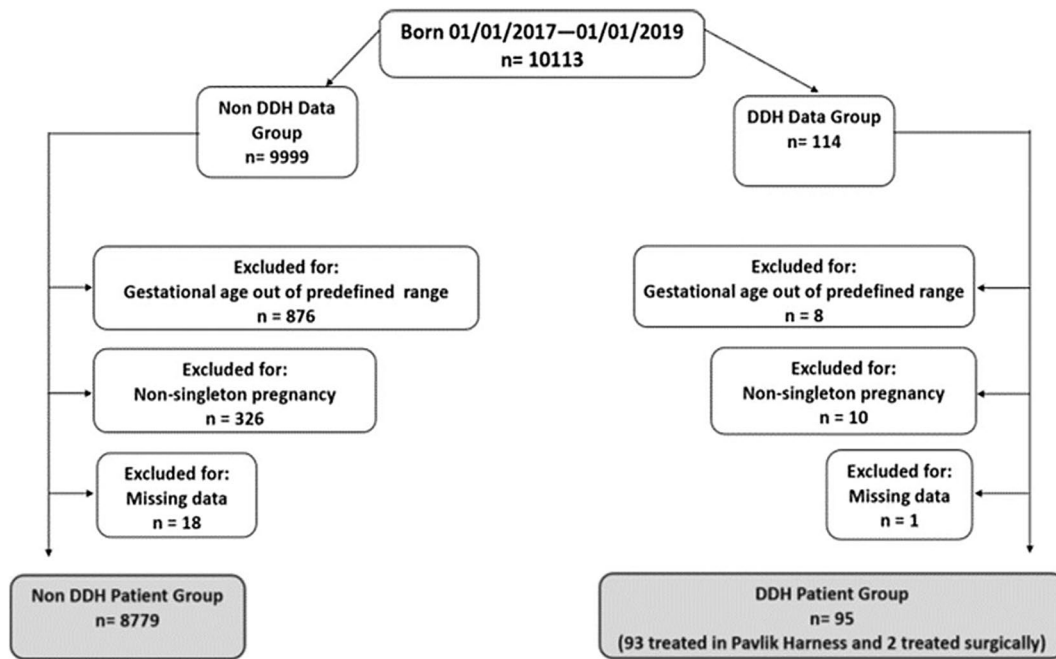 Born 01/01/2017—01/01/2019
n= 10113
Non DDH Data
Group
n= 9999
DDH Data Group
n= 114
Excluded for:
Gestational age out of predefined range
n = 876
Excluded for:
Non-singleton pregnancy
n = 326
Excluded for:
Missing data
n = 18
Excluded for:
Gestational age out of predefined range
n = 8
Excluded for:
Non-singleton pregnancy
n = 10
Excluded for:
Missing data
n = 1
Non DDH Patient Group
n= 8779
DDH Patient Group
n= 95
(93 treated in Pavlik Harness and 2 treated surgically)